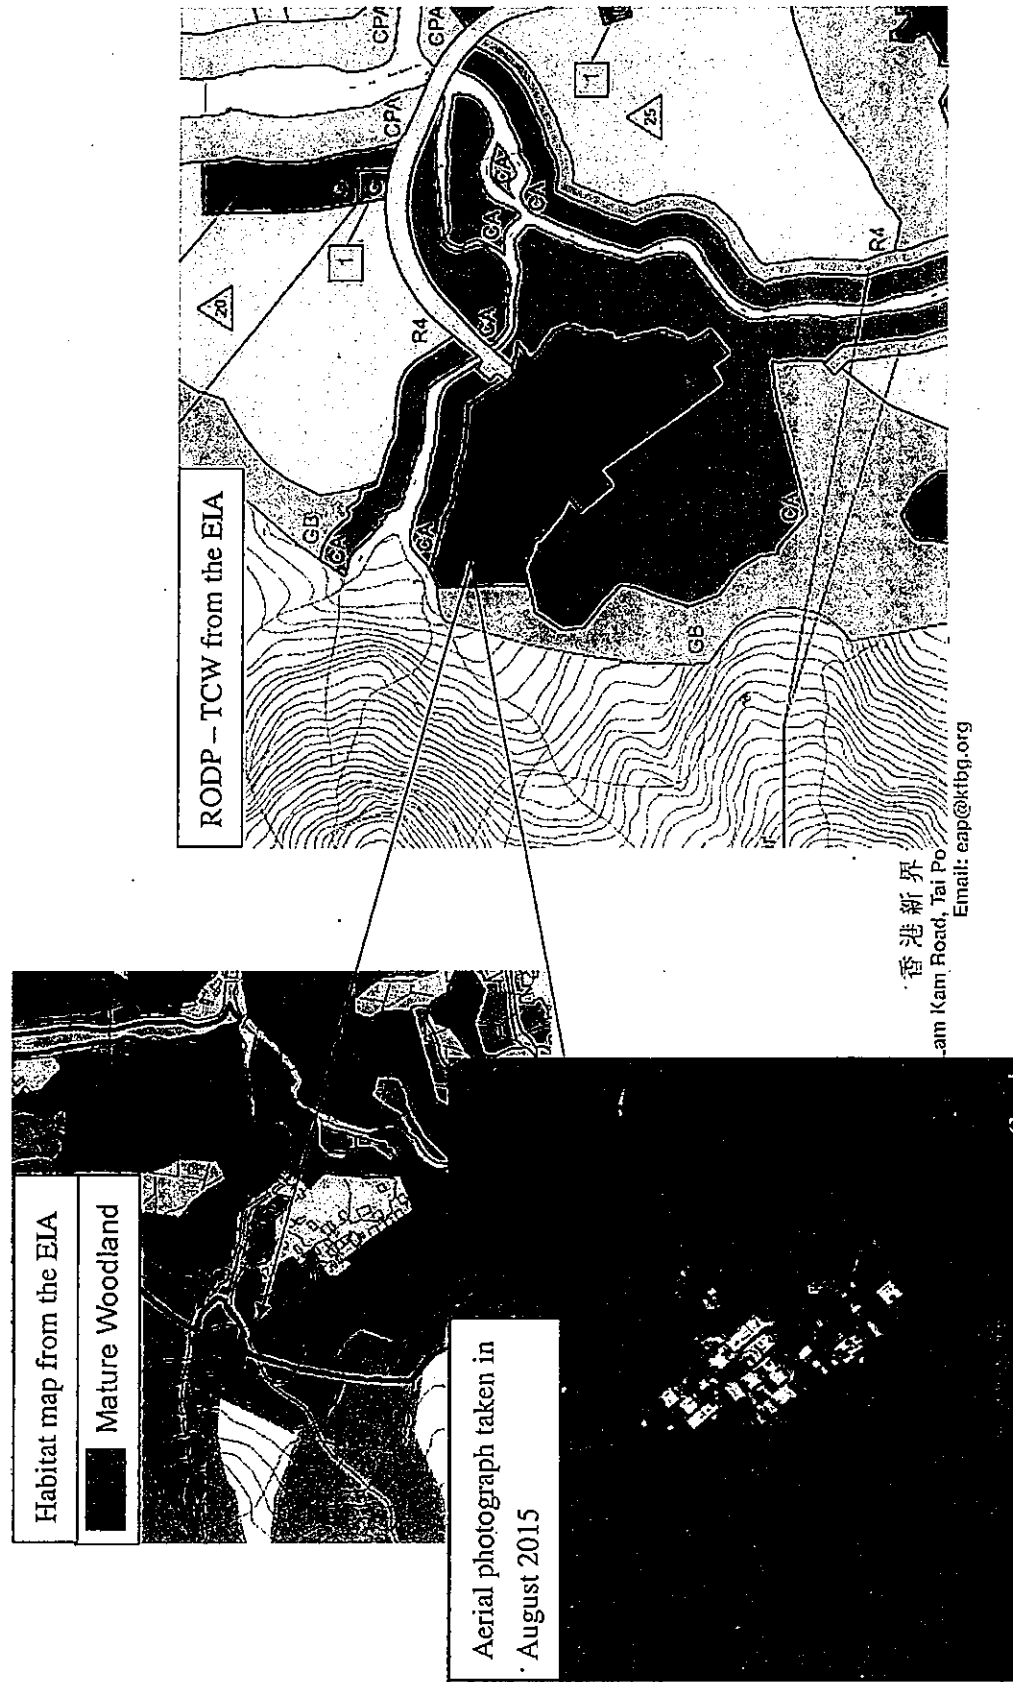 Habitat map from the EIA
Mature Woodland
Aerial photograph taken in
August 2015
RODP – TCW from the EIA
GB
CA
CA
GB
CA
R4
20
1
G
G
CPA
CPA
CPA
CA
CA
CA
CA
1
25
R4
香港新界
am Kam Road, Tai Po
Email: eap@kfbg.org